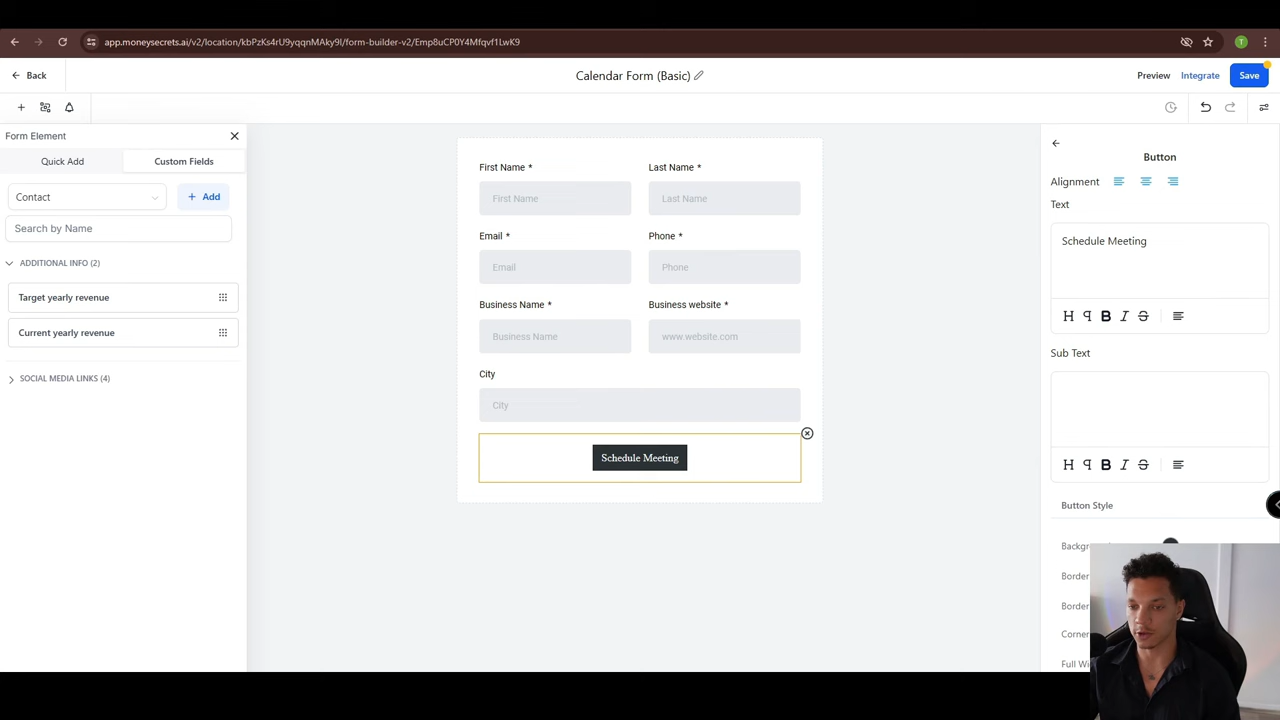 app.moneysecrets.ai/v2/location/kbPzKs4rU9yqqnMAky9I/form-builder-v2/Emp8uCP0Y4Mfqvf1LwK9
T
Back
Calendar Form (Basic)
Preview
Integrate
Save
Form Element
Quick Add
Custom Fields
Contact
+ Add
Search by Name
ADDITIONAL INFO (2)
Target yearly revenue
Current yearly revenue
SOCIAL MEDIA LINKS (4)
First Name *
Last Name *
First Name
Last Name
Email *
Phone *
Email
Phone
Business Name *
Business website *
Business Name
www.website.com
City
City
Schedule Meeting
Button
Alignment
Text
Schedule Meeting
H B I S
Sub Text
H B I S
Button Style
Border
Border
Full